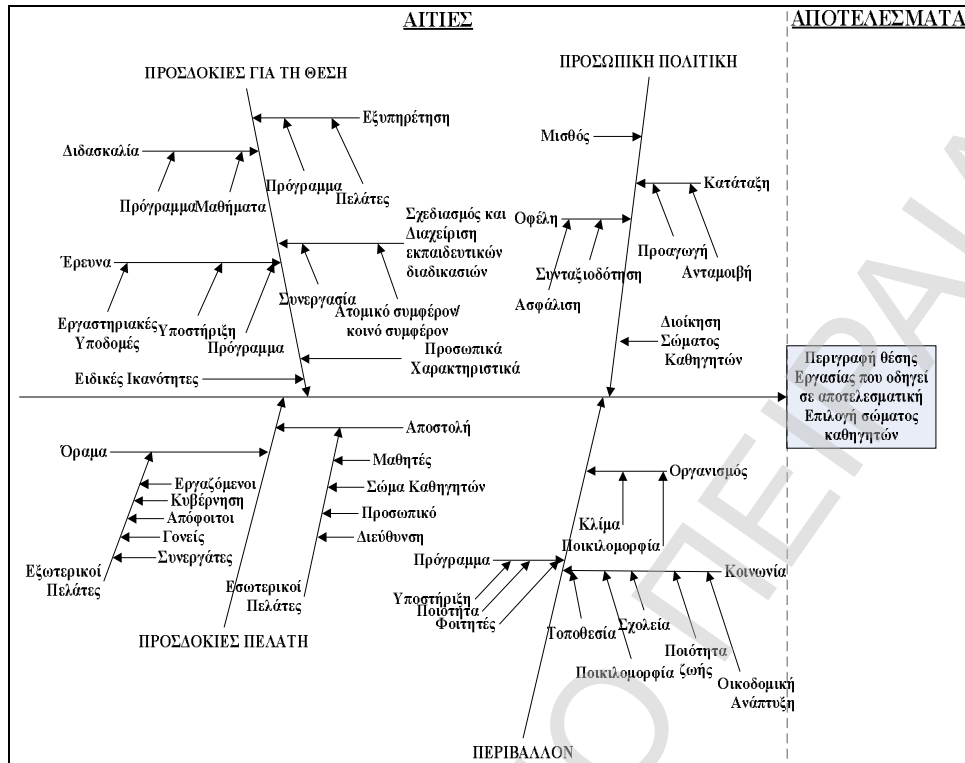 ΑΙΤΙΕΣ
ΑΠΟΤΕΛΕΣΜΑΤΑ
ΠΡΟΣΔΟΚΙΕΣ ΓΙΑ ΤΗ ΘΕΣΗ
ΠΡΟΣΩΠΙΚΗ ΠΟΛΙΤΙΚΗ
Εξυπηρέτηση
Διδασκαλία
Πρόγραμμα
Πελάτες
Πρόγραμμα
Μαθήματα
Σχεδιασμός και
Διαχείριση
εκπαιδευτικών
διαδικασιών
Έρευνα
Συνεργασία
Ατομικό συμφέρον/
κοινό συμφέρον
Εργαστηριακές
Υποδομές
Υποστήριξη
Πρόγραμμα
Προσωπικά
Χαρακτηριστικά
Ειδικές Ικανότητες
Μισθός
Κατάταξη
Οφέλη
Προαγωγή
Ανταμοιβή
Συνταξιοδότηση
Ασφάλιση
Διοίκηση
Σώματος
Καθηγητών
Περιγραφή θέσης
Εργασίας που οδηγεί
σε αποτελεσματική
Επιλογή σώματος
καθηγητών
Αποστολή
Όραμα
Μαθητές
Σώμα Καθηγητών
Προσωπικό
Διεύθυνση
Εργαζόμενοι
Κυβέρνηση
Απόφοιτοι
Γονείς
Συνεργάτες
Εξωτερικοί
Πελάτες
Εσωτερικοί
Πελάτες
ΠΡΟΣΔΟΚΙΕΣ ΠΕΛΑΤΗ
Οργανισμός
Κλίμα
Ποικιλομορφία
Πρόγραμμα
Υποστήριξη
Ποιότητα
Φοιτητές
Κοινωνία
Τοποθεσία
Σχολεία
Ποικιλομορφία
Ποιότητα
ζωής
Οικοδομική
Ανάπτυξη
ΠΕΡΙΒΑΛΛΟΝ
Ο ΠΕΙΡΑΙΑ